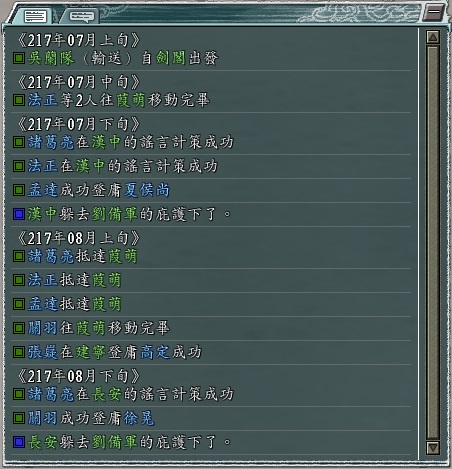 《217年07月上旬》
吳蘭隊（輸送）自劍閣出發
《217年07月中旬》
法正等2人往葭萌移動完畢
《217年07月下旬》
諸葛亮在漢中的謠言計策成功
法正在漢中的謠言計策成功
孟達成功登庸夏侯尚
漢中躲去劉備軍的庇護下了。
《217年08月上旬》
諸葛亮抵達葭萌
法正抵達葭萌
孟達抵達葭萌
關羽往葭萌移動完畢
張嶷在建寧登庸高定成功
《217年08月下旬》
諸葛亮在長安的謠言計策成功
關羽成功登庸徐晃
長安躲去劉備軍的庇護下了。